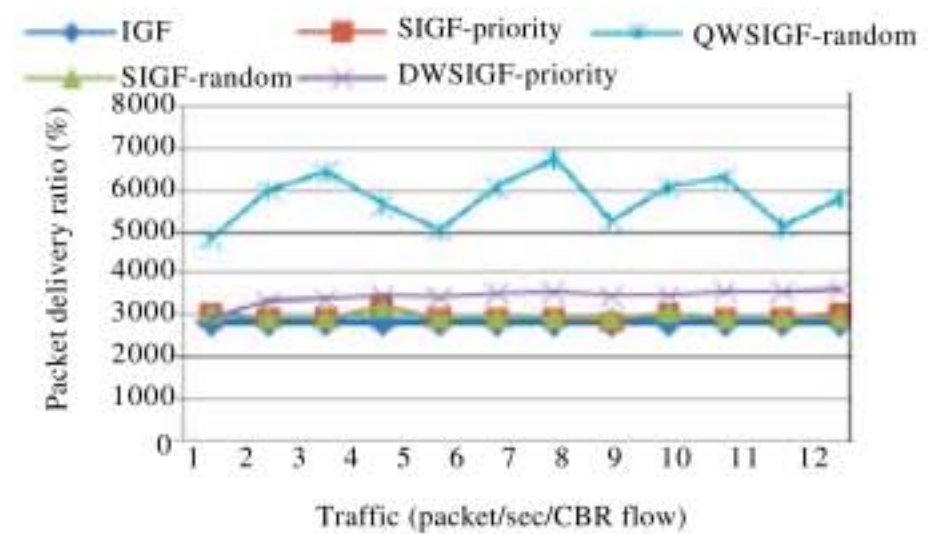 IGF
SIGF-priority
QWSIGF-random
SIGF-random
DWSIGF-priority
Packet delivery ratio (%)
8000
7000
6000
5000
4000
3000
2000
1000
0
1 2 3 4 5 6 7 8 9 10 11 12
Traffic (packet/sec/CBR flow)